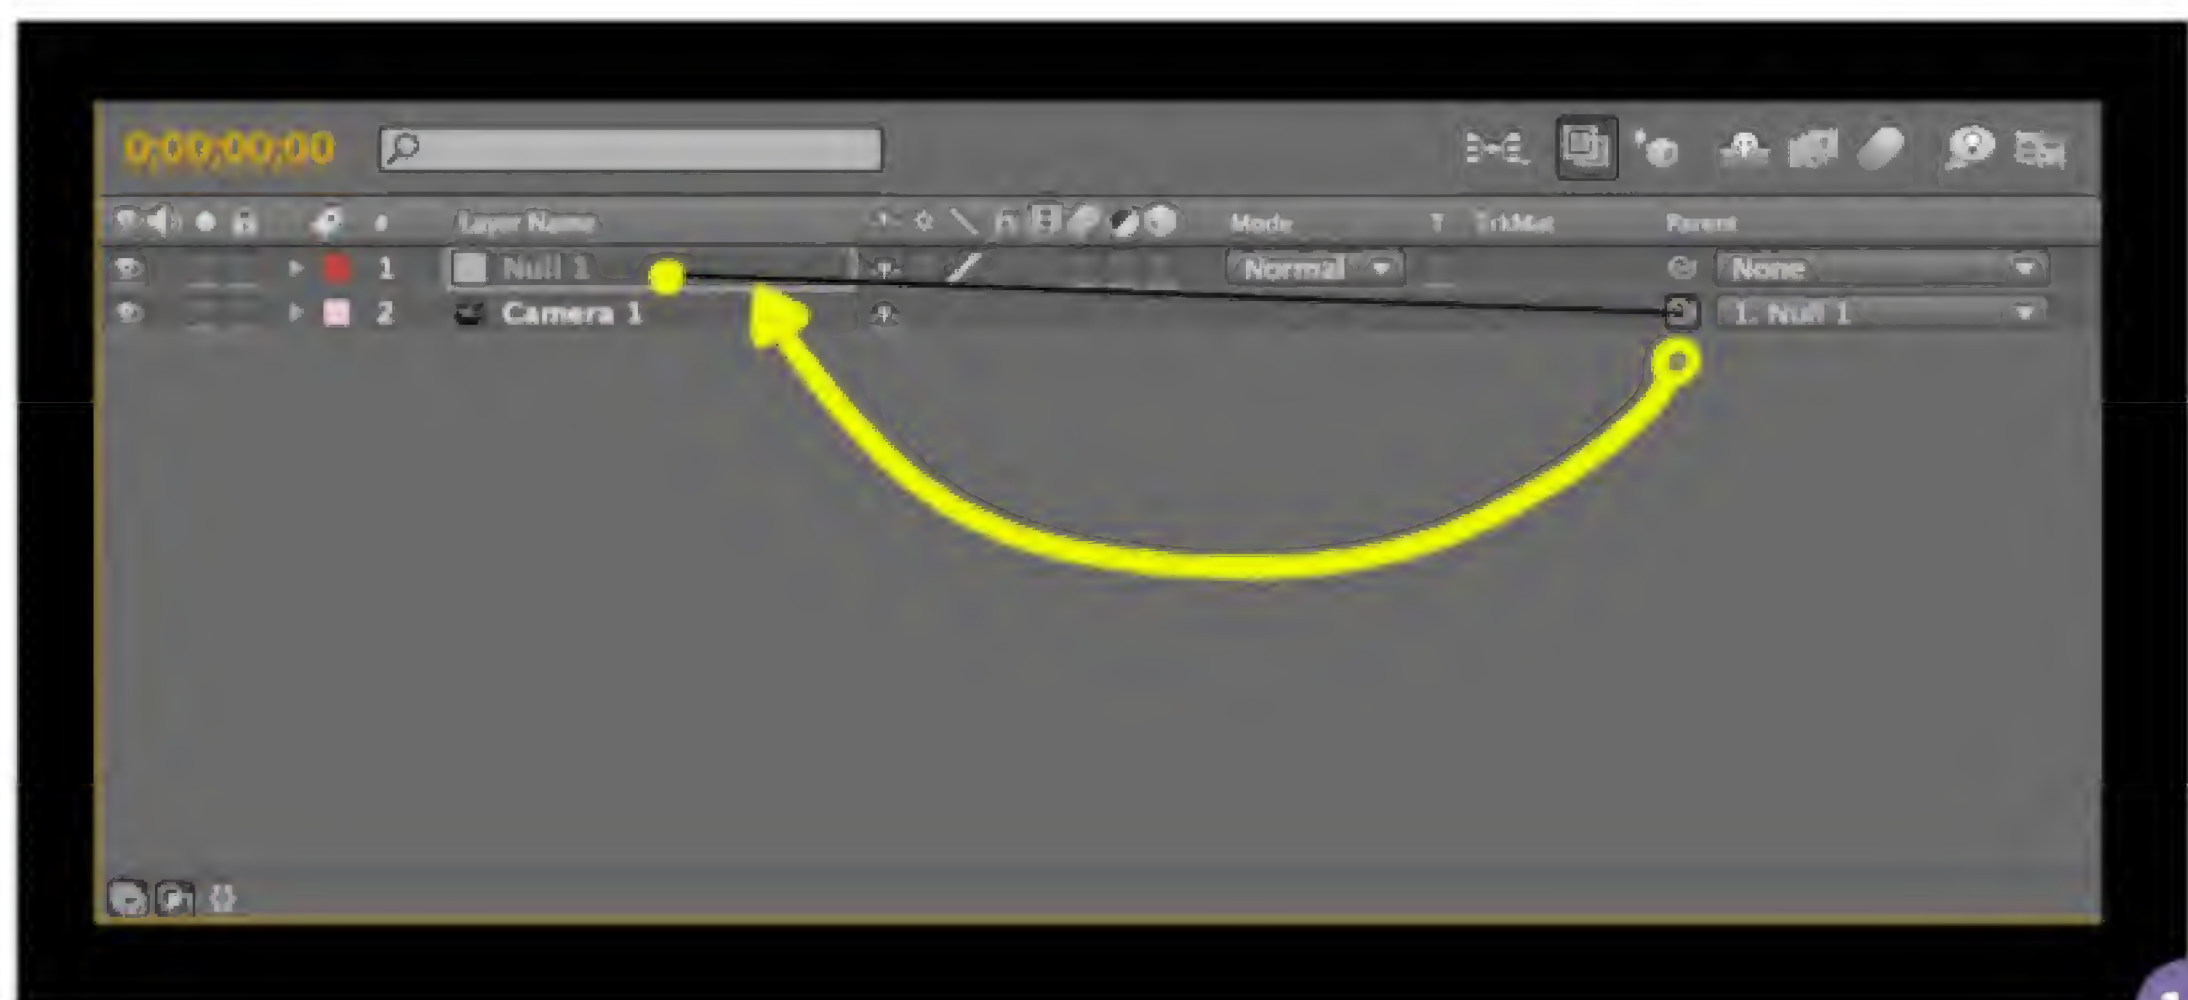 0;00;00;00
# Layer Name Mode T TrkMat Parent
1 Null 1 Normal None
2 Camera 1 1. Null 1